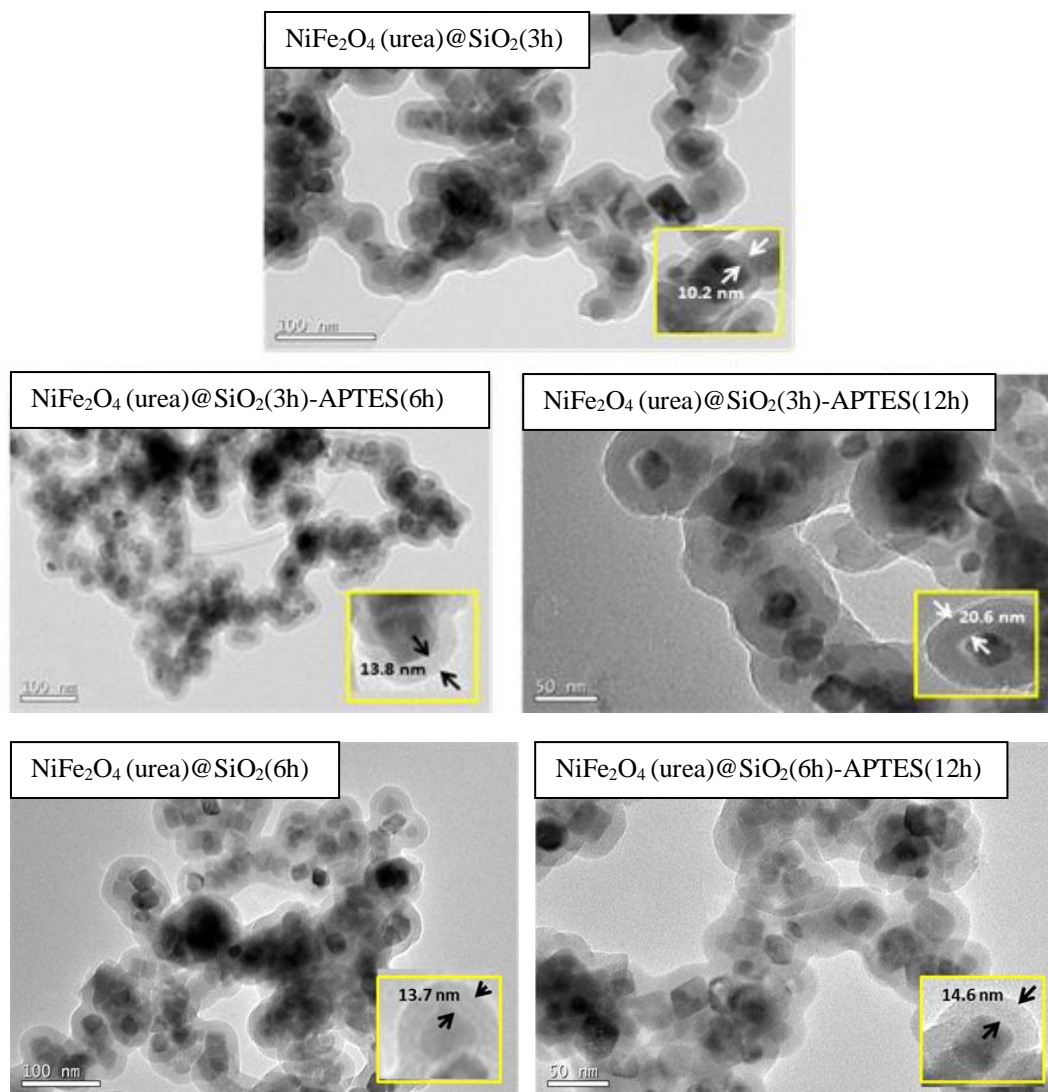 NiFe₂O₄ (urea)@SiO₂(3h)
10.2 nm
100 nm
NiFe₂O₄ (urea)@SiO₂(3h)-APTES(6h)
13.8 nm
100 nm
NiFe₂O₄ (urea)@SiO₂(3h)-APTES(12h)
20.6 nm
50 nm
NiFe₂O₄ (urea)@SiO₂(6h)
13.7 nm
100 nm
NiFe₂O₄ (urea)@SiO₂(6h)-APTES(12h)
14.6 nm
50 nm